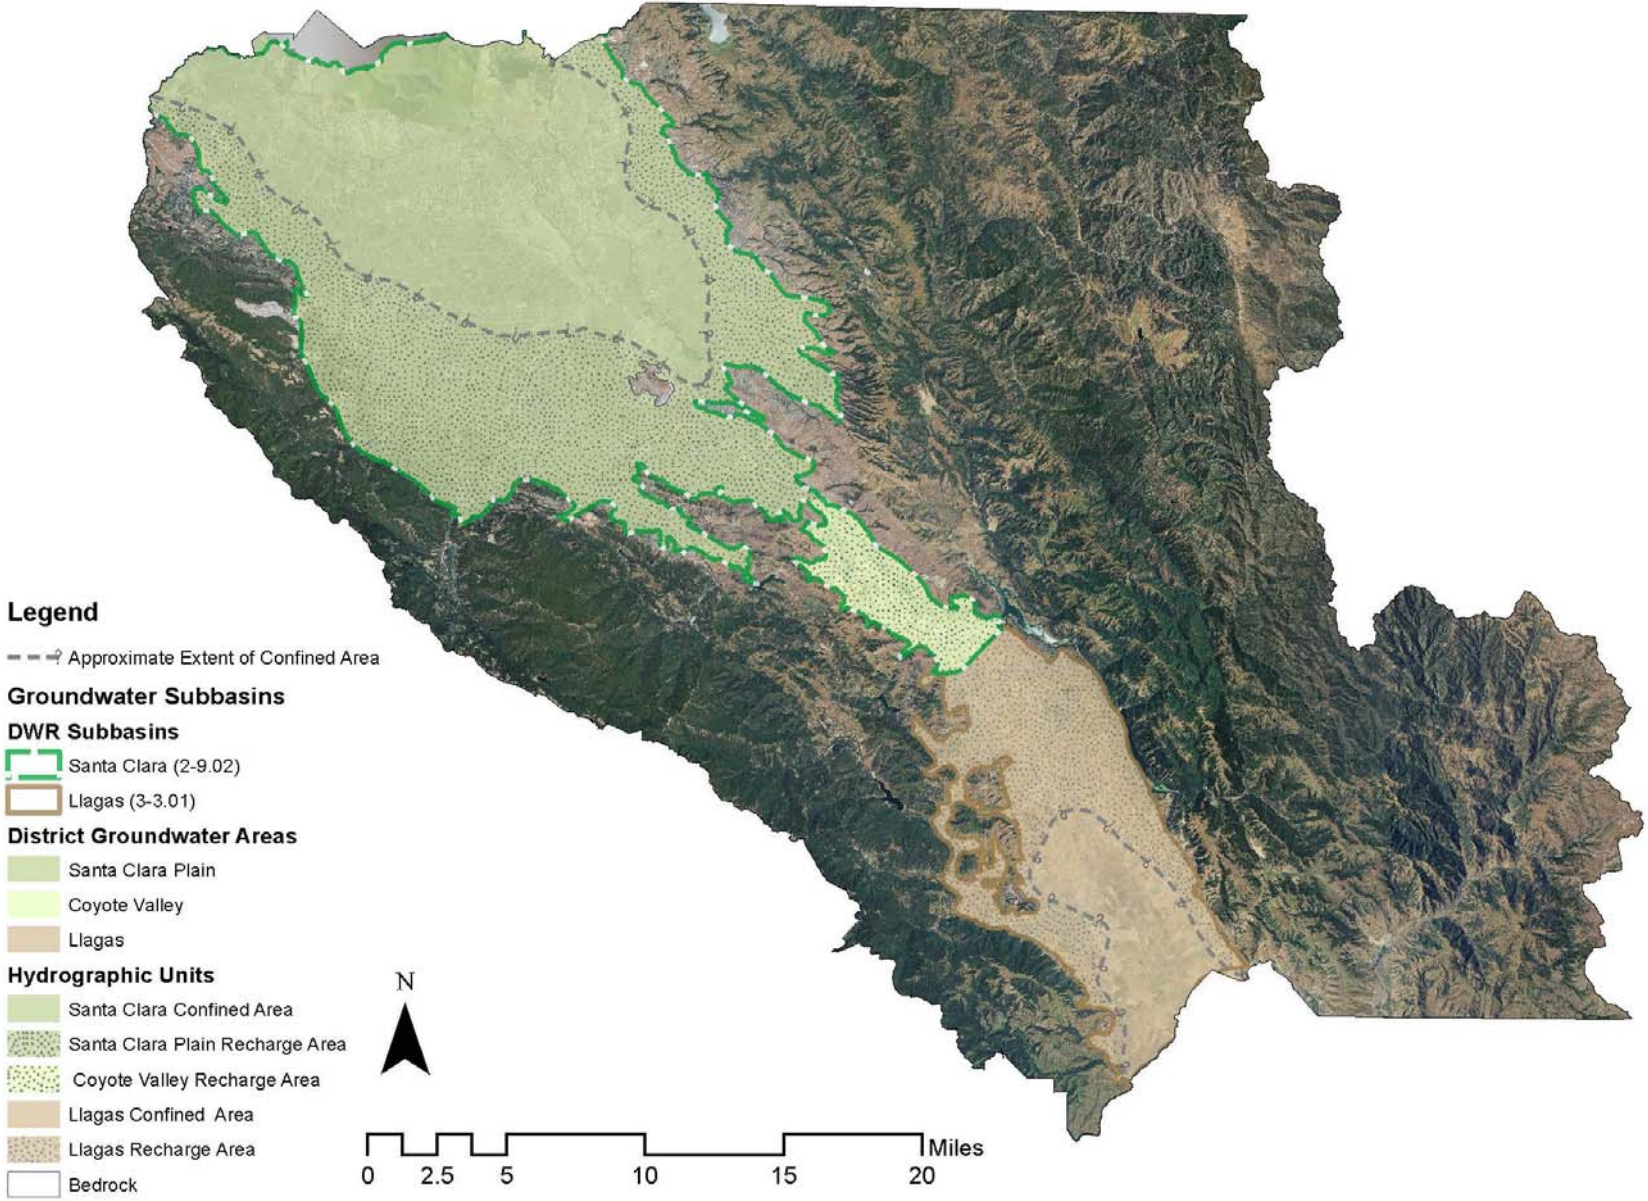 Legend
Approximate Extent of Confined Area
Groundwater Subbasins
DWR Subbasins
Santa Clara (2-9.02)
Llagas (3-3.01)
District Groundwater Areas
Santa Clara Plain
Coyote Valley
Llagas
Hydrographic Units
Santa Clara Confined Area
Santa Clara Plain Recharge Area
Coyote Valley Recharge Area
Llagas Confined Area
Llagas Recharge Area
Bedrock
N
Miles
0 2.5 5 10 15 20